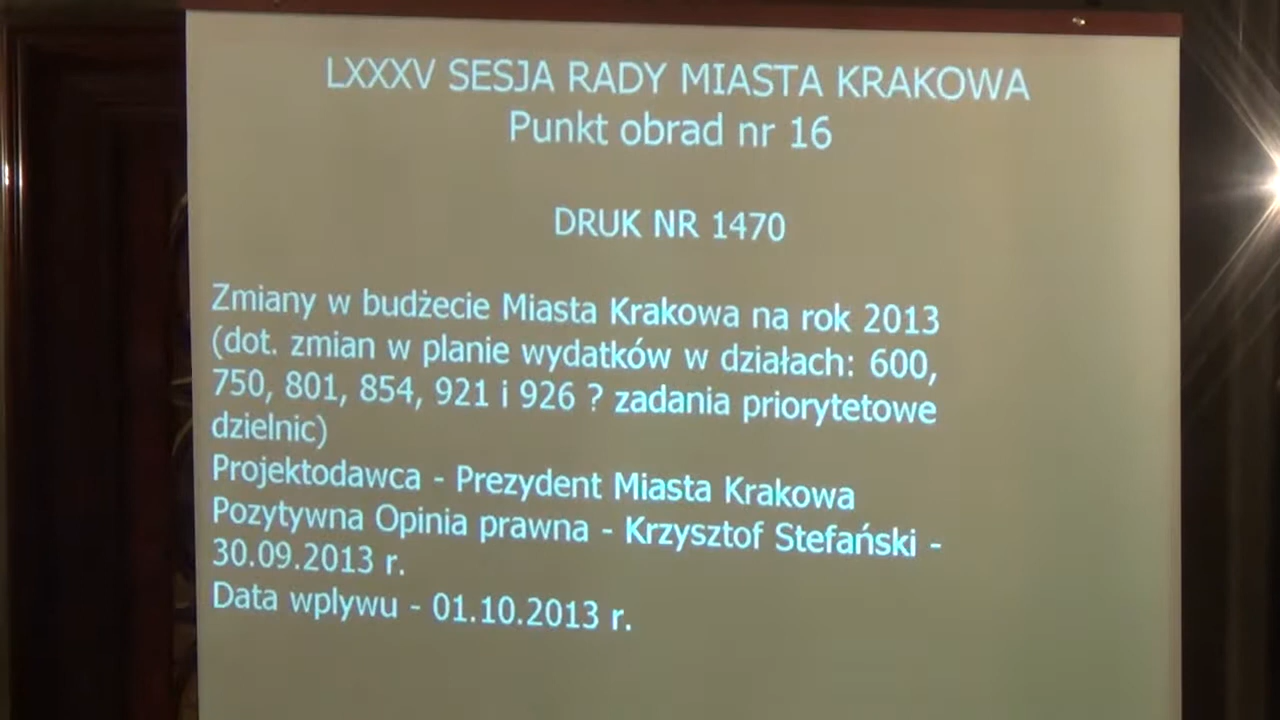 LXXXV SESJA RADY MIASTA KRAKOWA
Punkt obrad nr 16
DRUK NR 1470
Zmiany w budżecie Miasta Krakowa na rok 2013
(dot. zmian w planie wydatków w działach: 600,
750, 801, 854, 921 i 926 ? zadania priorytetowe
dzielnic)
Projektodawca - Prezydent Miasta Krakowa
Pozytywna Opinia prawna - Krzysztof Stefański -
30.09.2013 r.
Data wplywu - 01.10.2013 r.